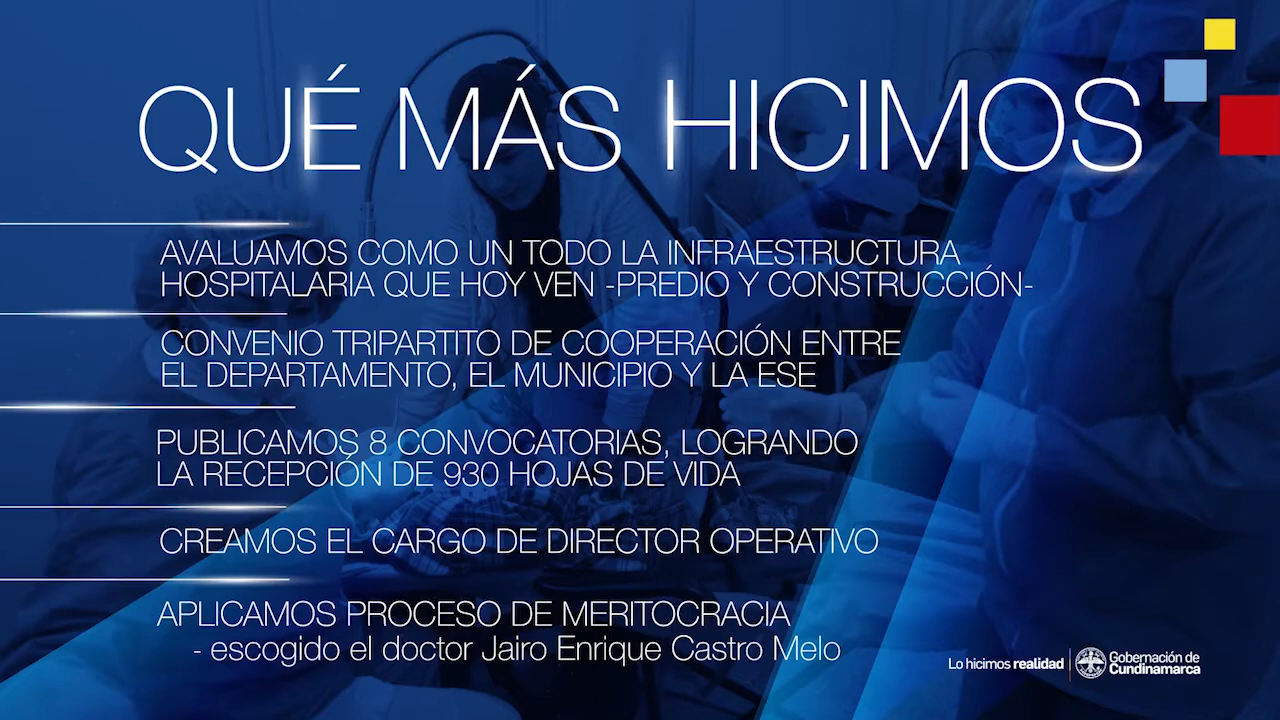 QUÉ MÁS HICIMOS
AVALUAMOS COMO UN TODO LA INFRAESTRUCTURA
HOSPITALARIA QUE HOY VEN -PREDIO Y CONSTRUCCIÓN-
CONVENIO TRIPARTITO DE COOPERACIÓN ENTRE
EL DEPARTAMENTO, EL MUNICIPIO Y LA ESE
PUBLICAMOS 8 CONVOCATORIAS, LOGRANDO
LA RECEPCIÓN DE 930 HOJAS DE VIDA
CREAMOS EL CARGO DE DIRECTOR OPERATIVO
APLICAMOS PROCESO DE MERITOCRACIA
- escogido el doctor Jairo Enrique Castro Melo
Lo hicimos realidad
Gobernación de
Cundinamarca